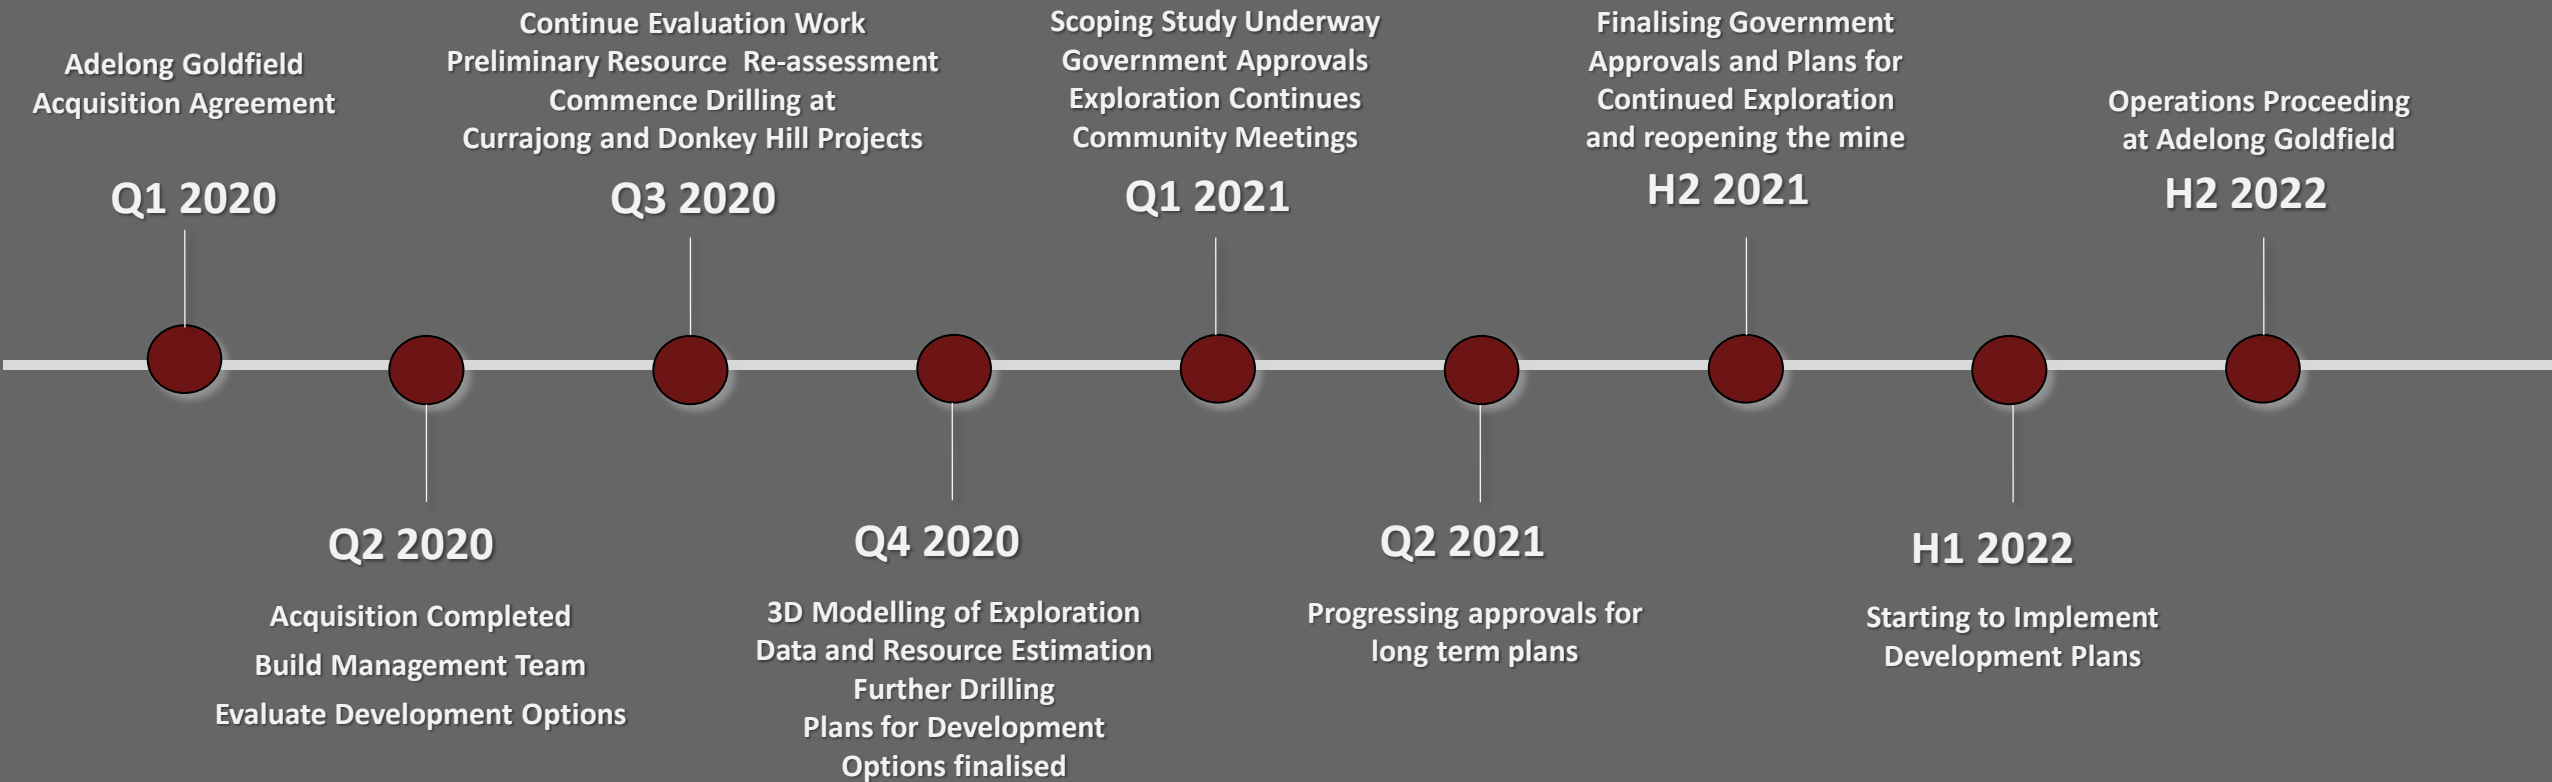 Adelong Goldfield
Acquisition Agreement
Q1 2020
Q2 2020
Acquisition Completed
Build Management Team
Evaluate Development Options
Continue Evaluation Work
Preliminary Resource  Re-assessment
Commence Drilling at
Currajong and Donkey Hill Projects
Q3 2020
Q4 2020
3D Modelling of Exploration
Data and Resource Estimation
Further Drilling
Plans for Development
Options finalised
Scoping Study Underway
Government Approvals
Exploration Continues
Community Meetings
Q1 2021
Q2 2021
Progressing approvals for
long term plans
Finalising Government
Approvals and Plans for
Continued Exploration
and reopening the mine
H2 2021
H1 2022
Starting to Implement
Development Plans
Operations Proceeding
at Adelong Goldfield
H2 2022